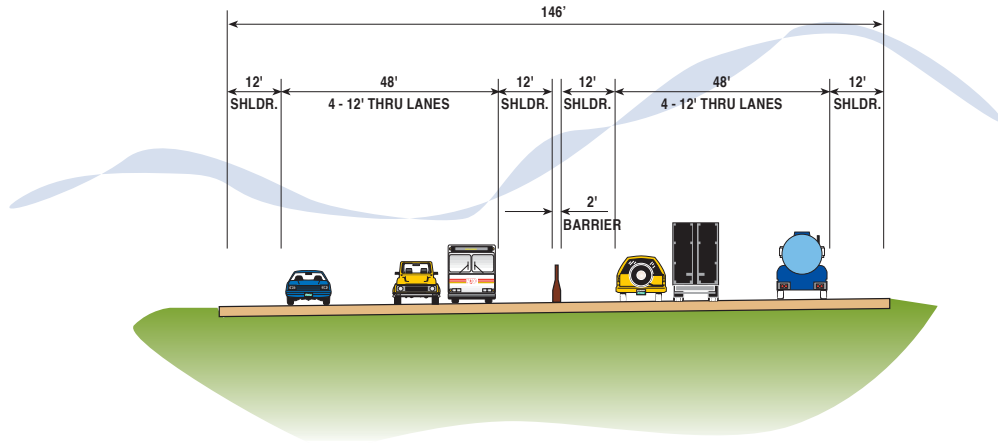 146'
12' 48' 12' 12' 48' 12'
SHLDR. 4 - 12' THRU LANES SHLDR. SHLDR. 4 - 12' THRU LANES SHLDR.
2'
BARRIER